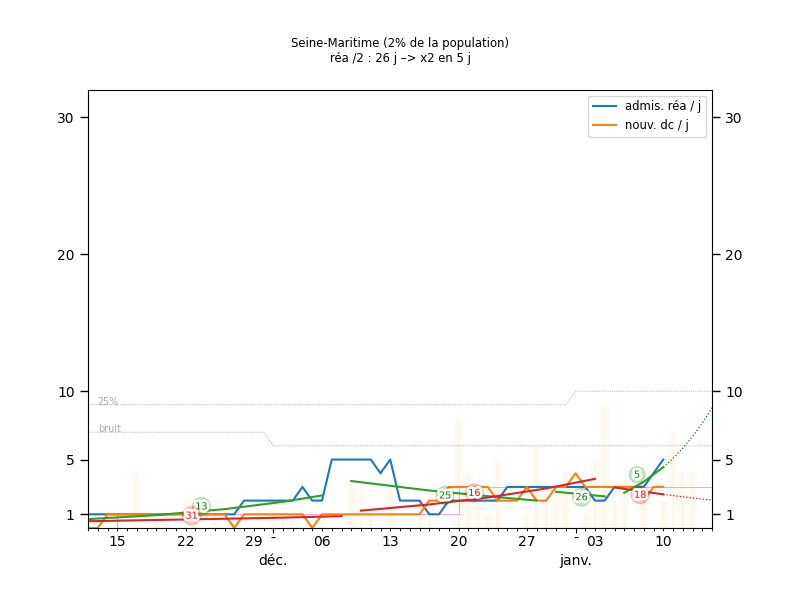 Seine-Maritime (2% de la population)
réa /2 : 26 j –> x2 en 5 j
admis. réa / j
nouv. dc / j
30 30
20 20
10 10
25%
bruit
5 5
5
13 25 16 26 18
31
1 1
15 22 29 - 06 13 20 27 - 03 10
déc. janv.